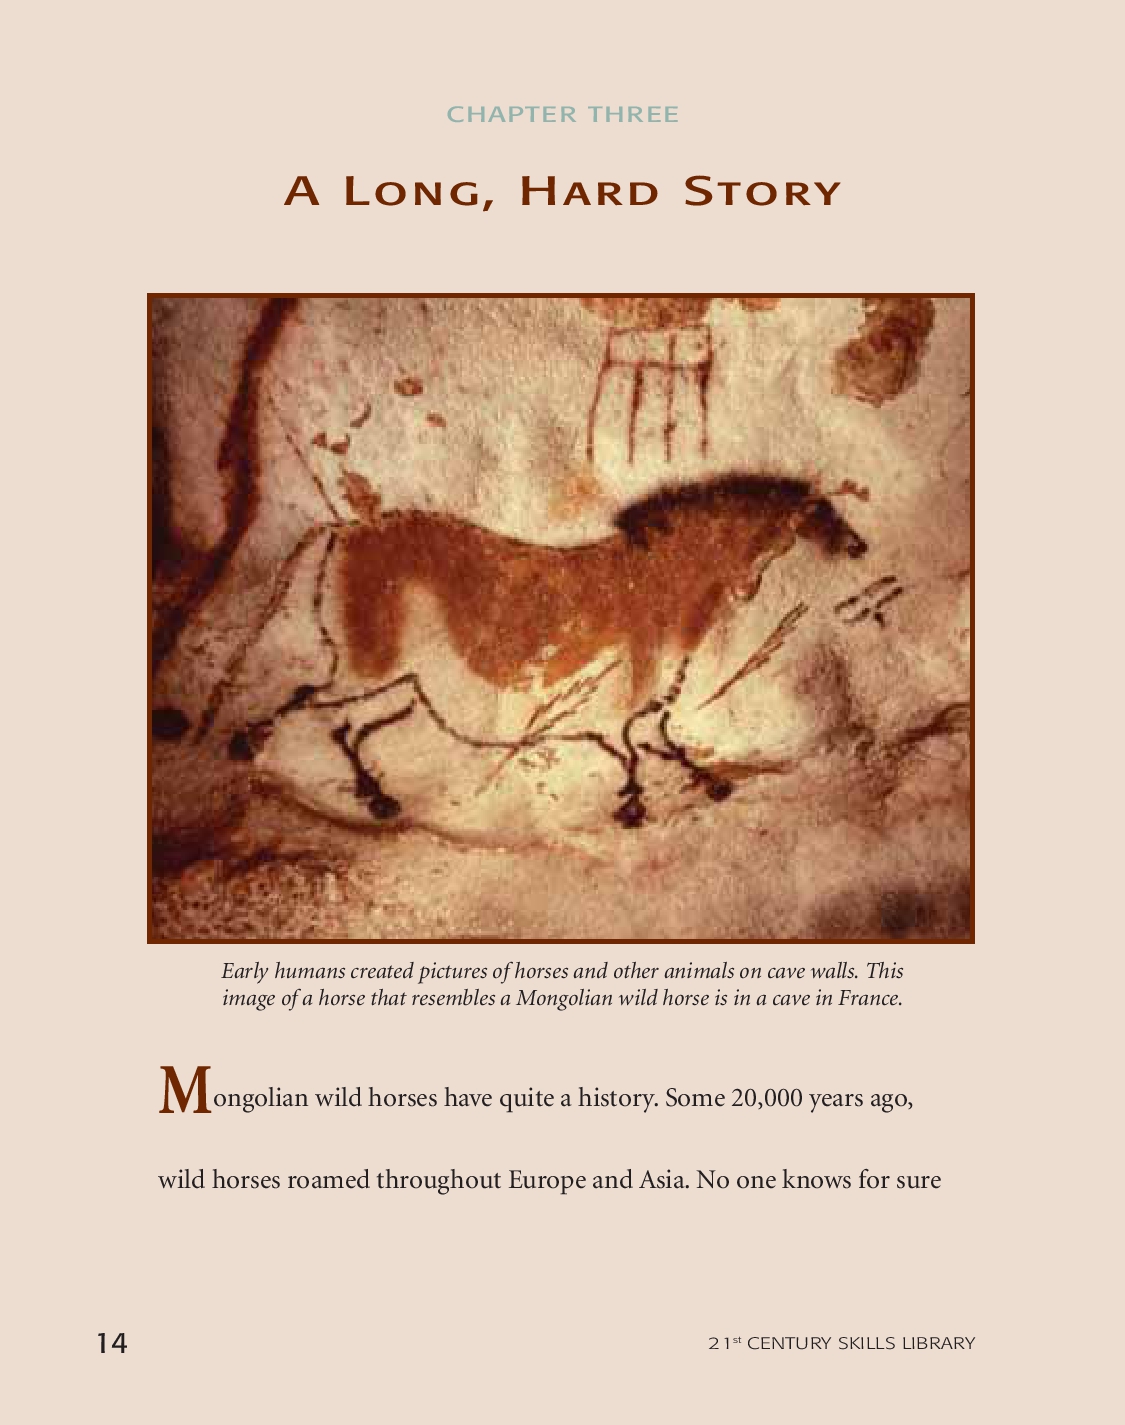 CHAPTER THREE
A LONG, HARD STORY
Early humans created pictures of horses and other animals on cave walls. This
image of a horse that resembles a Mongolian wild horse is in a cave in France.
Mongolian wild horses have quite a history. Some 20,000 years ago,
wild horses roamed throughout Europe and Asia. No one knows for sure
14
21st CENTURY SKILLS LIBRARY